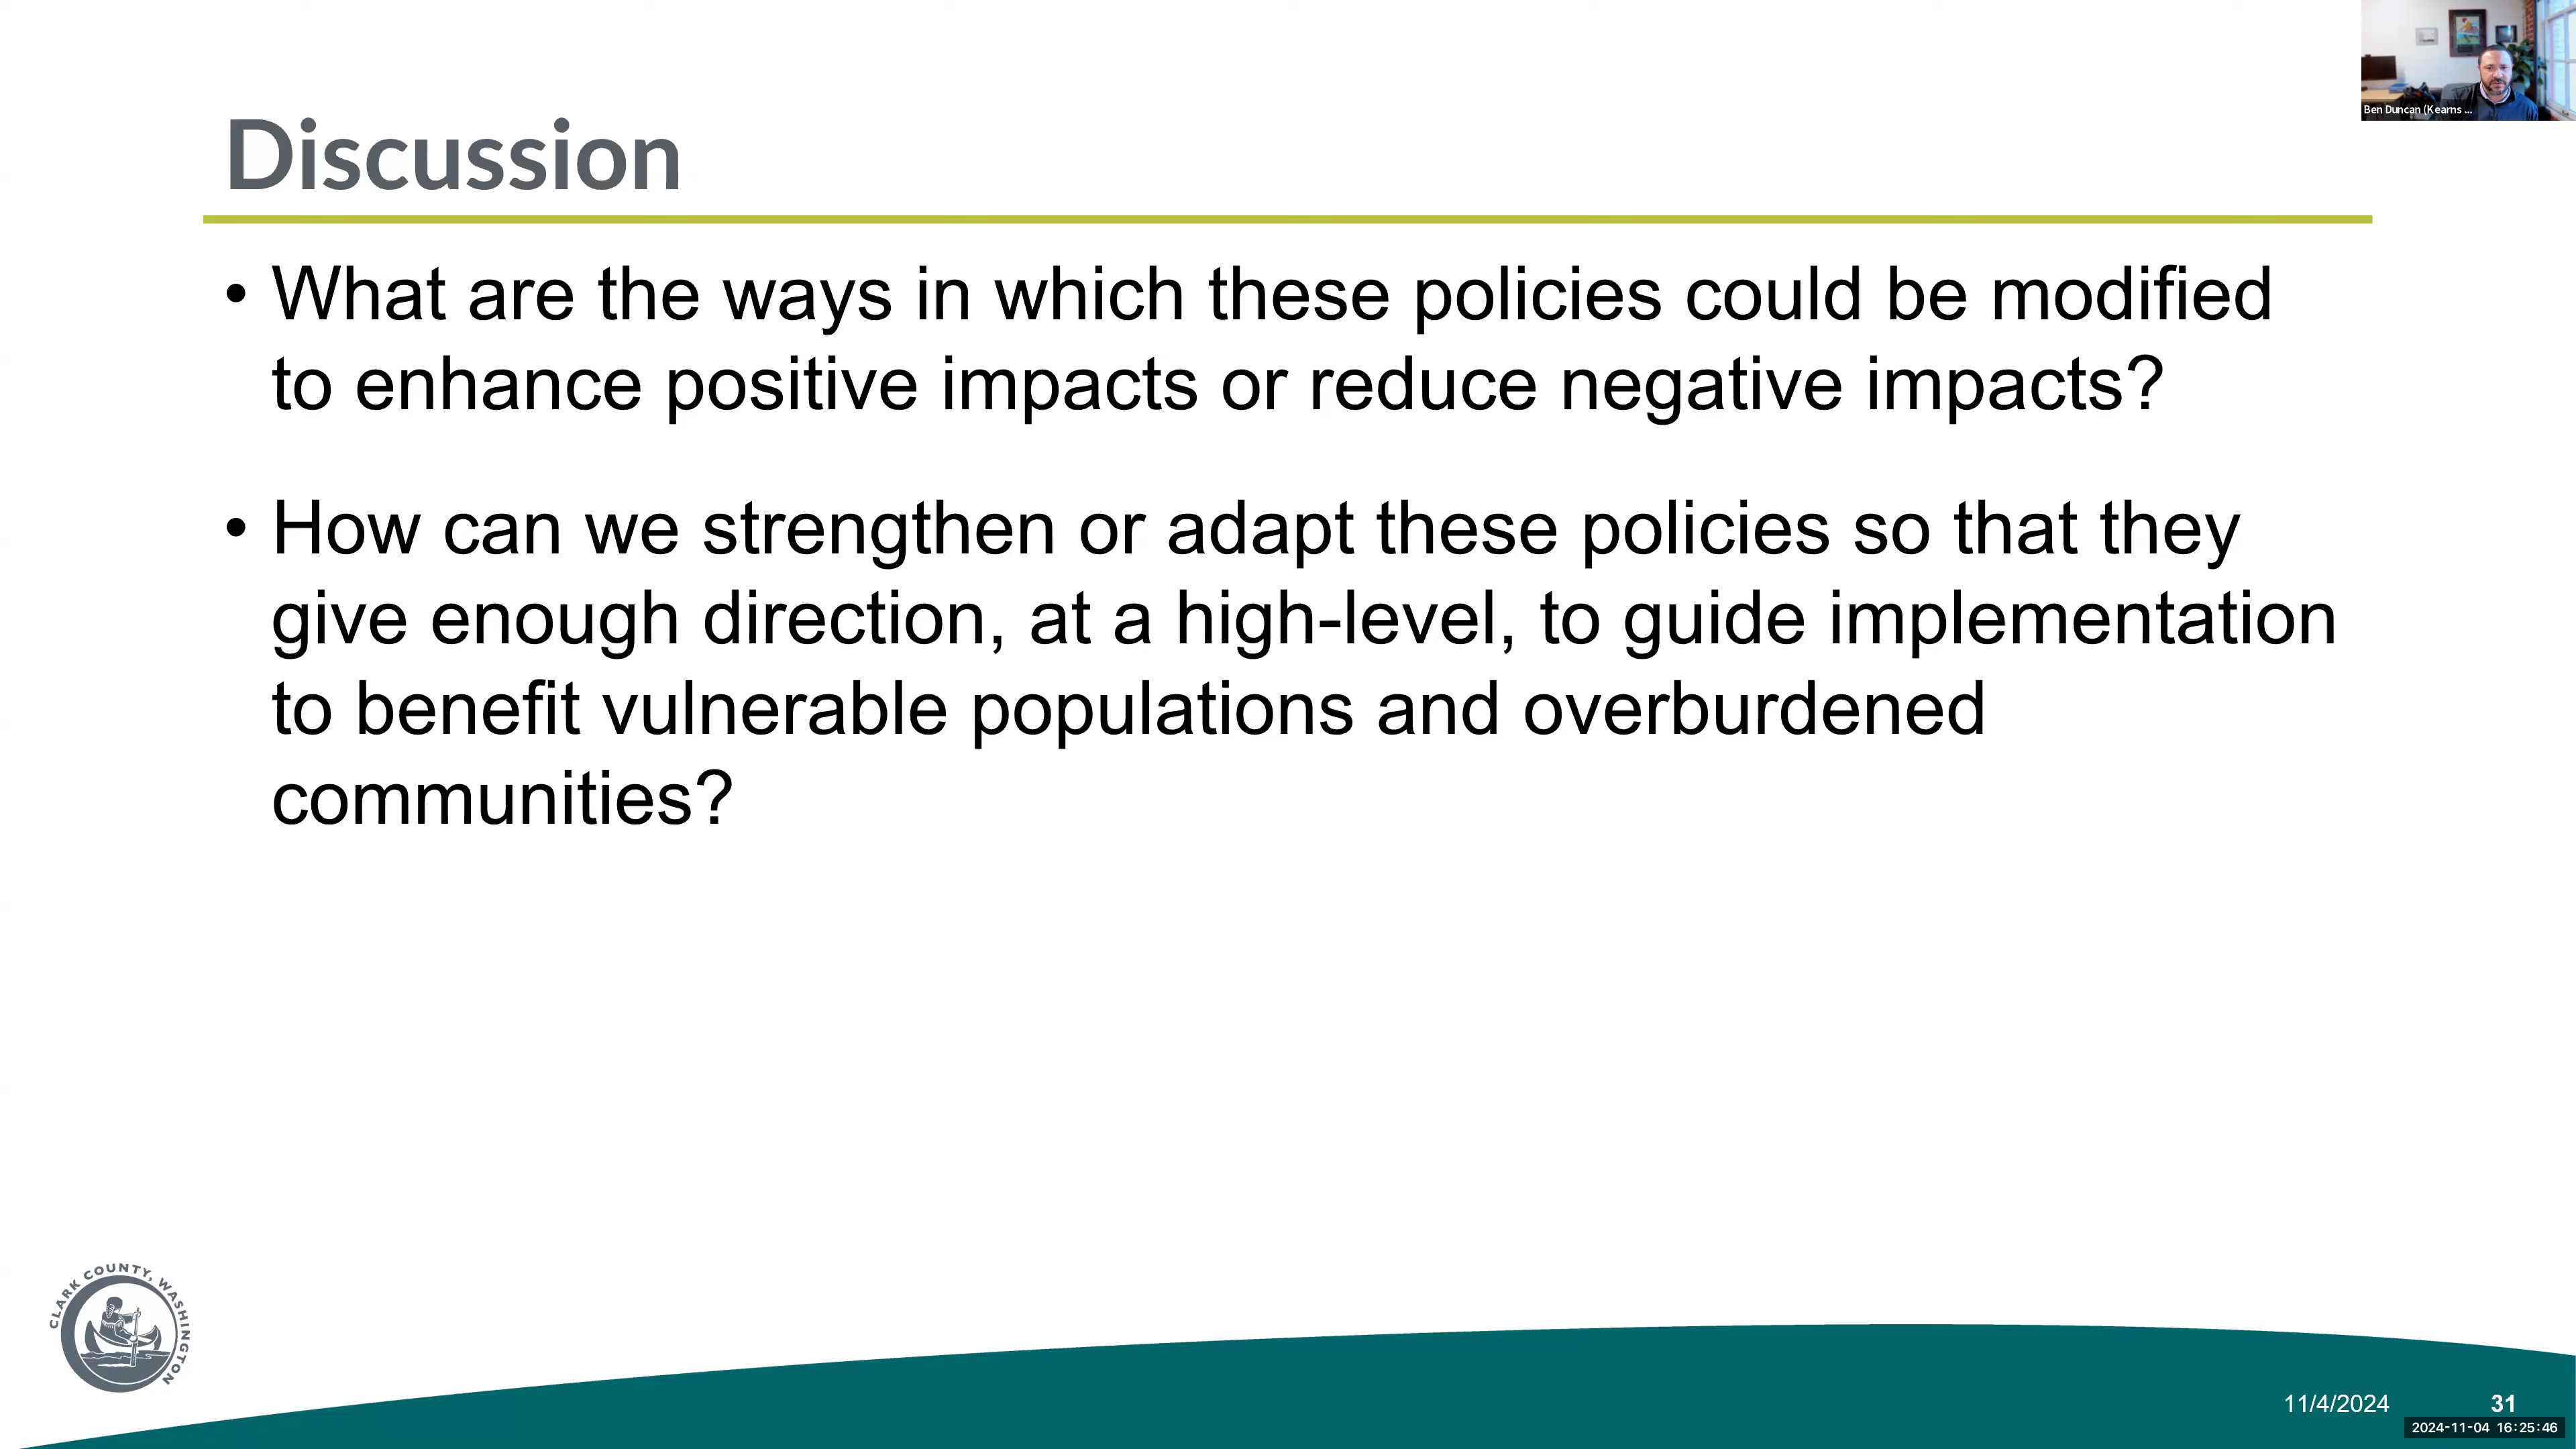 Ben Duncan (Kearns ...
Discussion
• What are the ways in which these policies could be modified
to enhance positive impacts or reduce negative impacts?
• How can we strengthen or adapt these policies so that they
give enough direction, at a high-level, to guide implementation
to benefit vulnerable populations and overburdened
communities?
CLARK COUNTY, WASHINGTON
11/4/2024
31
2024-11-04 16:25:46